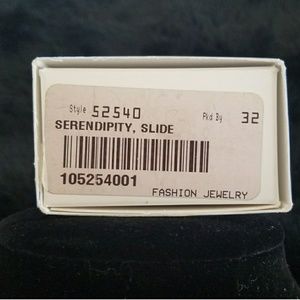 Style 52540 Pkd By 32
SERENDIPITY, SLIDE
105254001
FASHION JEWELRY